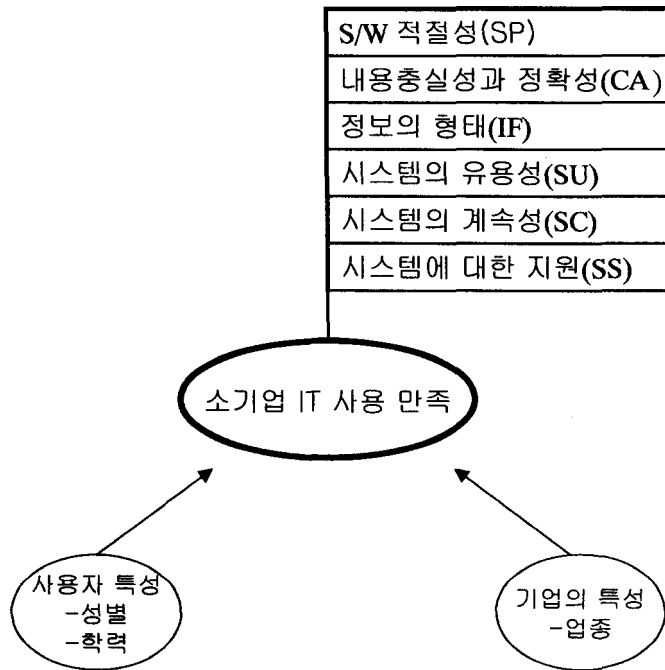 S/W 적절성(SP)
내용충실성과 정확성(CA)
정보의 형태(IF)
시스템의 유용성(SU)
시스템의 계속성(SC)
시스템에 대한 지원(SS)
소기업 IT 사용 만족
사용자 특성
-성별
-학력
기업의 특성
-업종